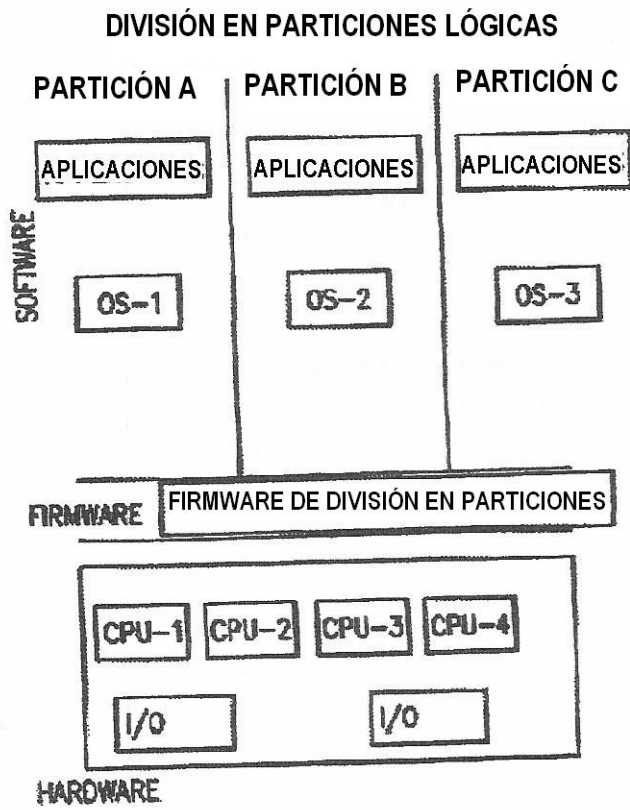 DIVISIÓN EN PARTICIONES LÓGICAS
PARTICIÓN A
PARTICIÓN B
PARTICIÓN C
APLICACIONES
APLICACIONES
APLICACIONES
SOFTWARE
OS-1
OS-2
OS-3
FIRMWARE
FIRMWARE DE DIVISIÓN EN PARTICIONES
CPU-1
CPU-2
CPU-3
CPU-4
I/O
I/O
HARDWARE